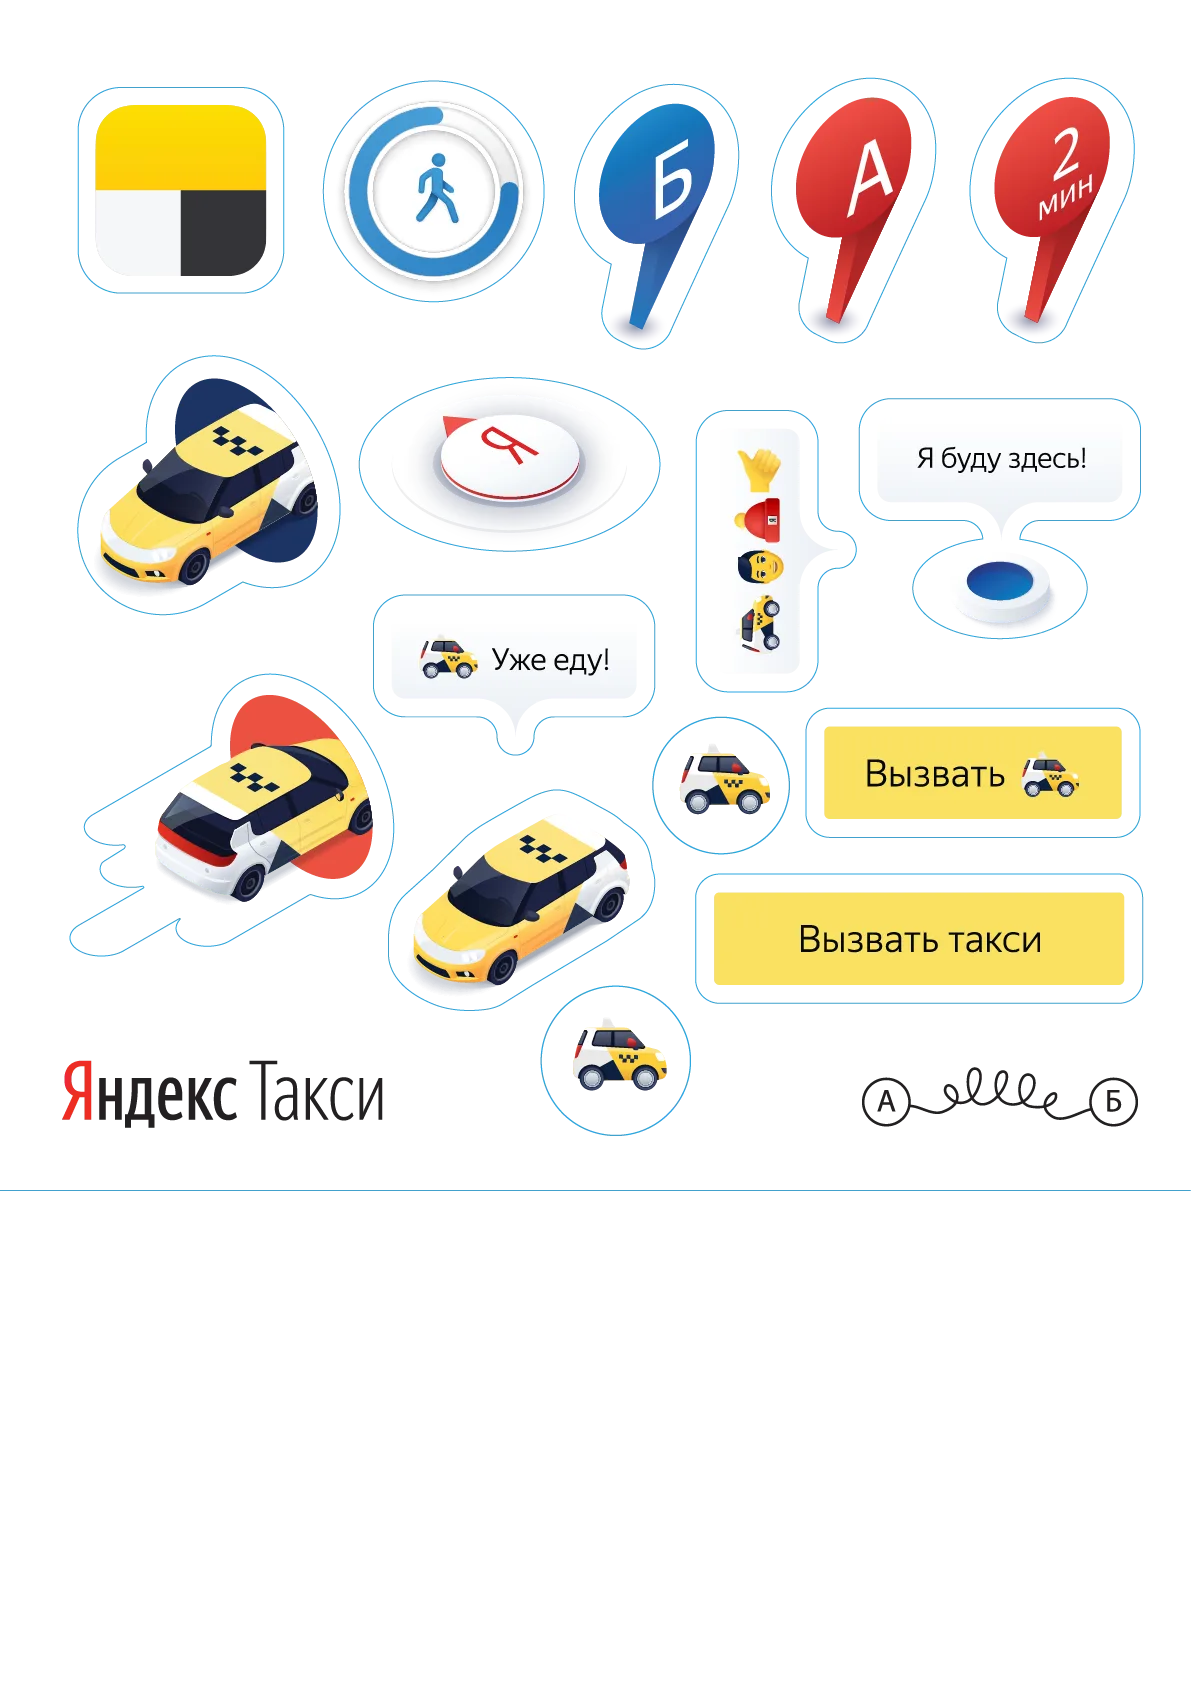 Б
А
2
мин
Я
Я буду здесь!
Уже еду!
Вызвать
Вызвать такси
Яндекс Такси
А
Б